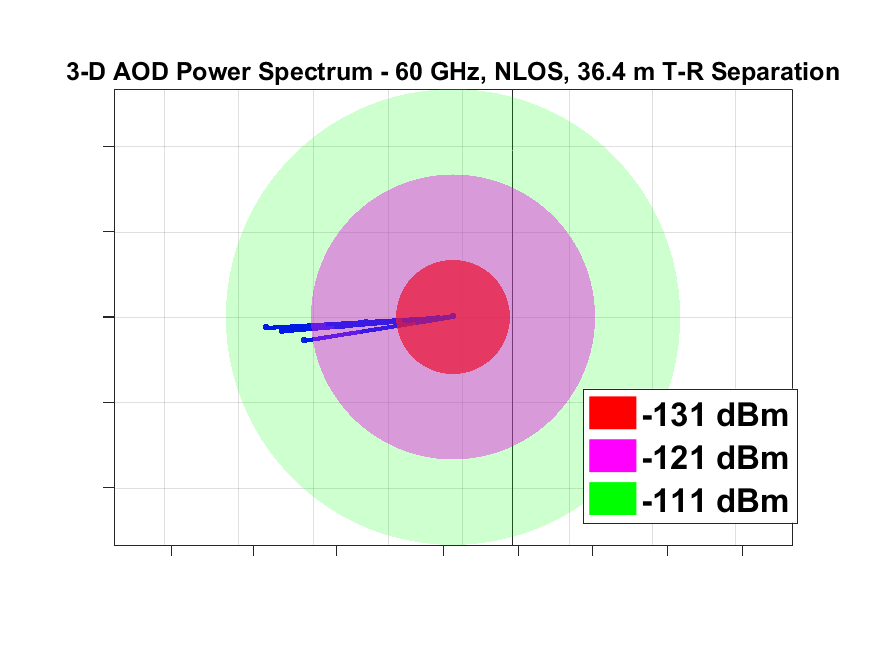 3-D AOD Power Spectrum - 60 GHz, NLOS, 36.4 m T-R Separation
-131 dBm
-121 dBm
-111 dBm